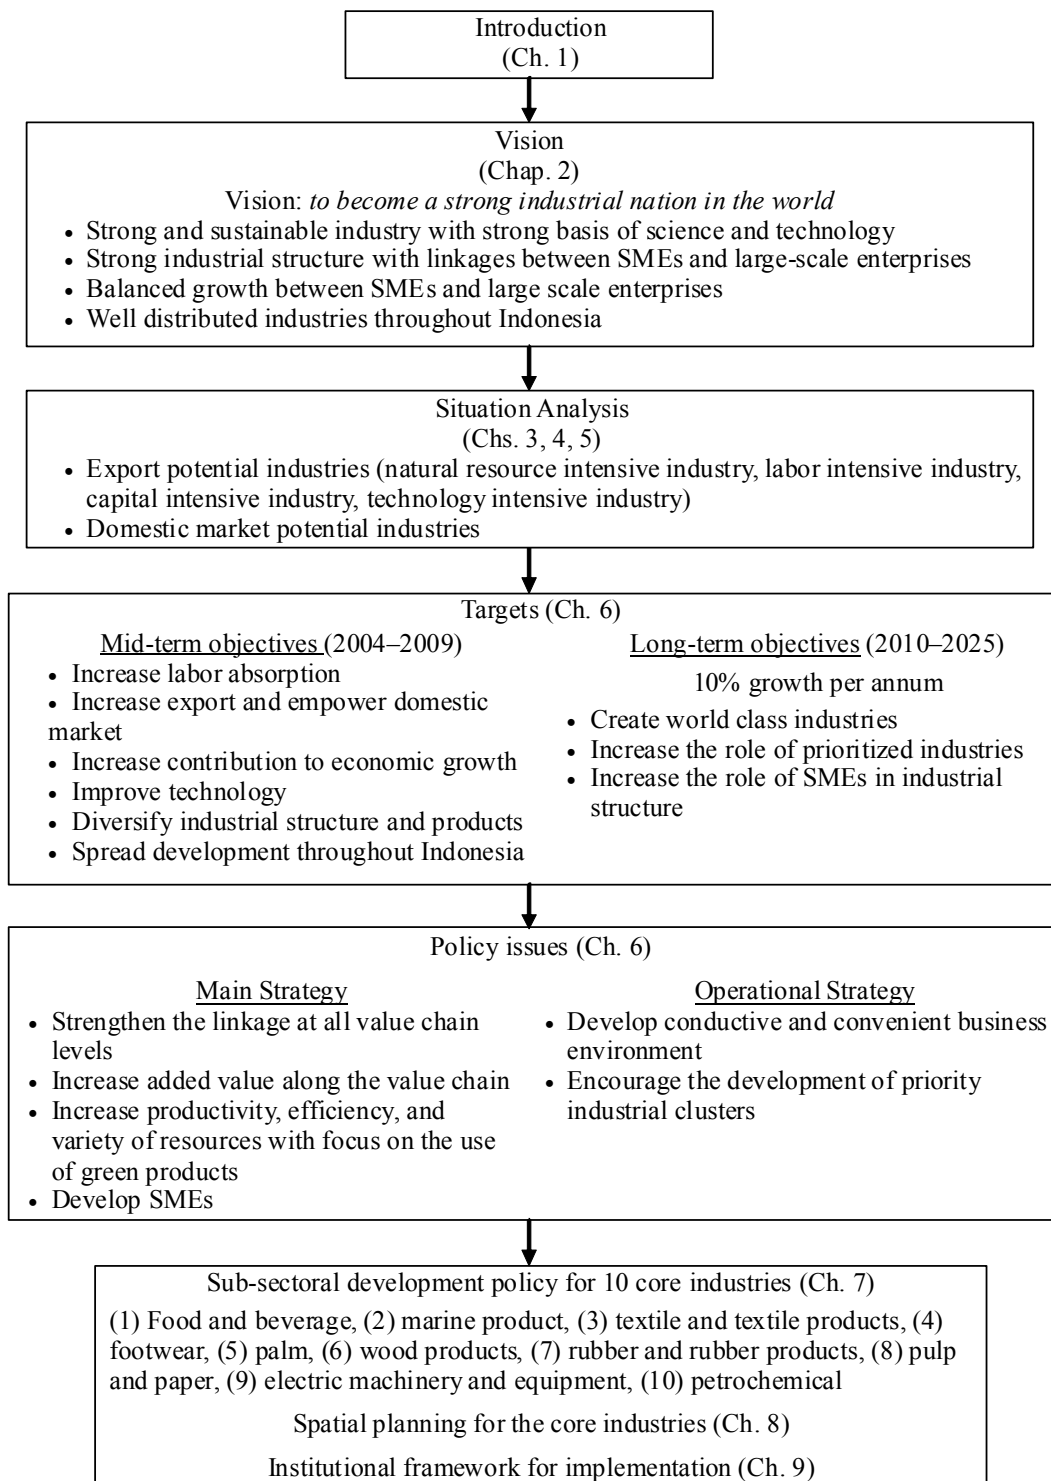 Introduction
(Ch. 1)
Vision
(Chap. 2)
Vision: to become a strong industrial nation in the world
• Strong and sustainable industry with strong basis of science and technology
• Strong industrial structure with linkages between SMEs and large-scale enterprises
• Balanced growth between SMEs and large scale enterprises
• Well distributed industries throughout Indonesia
Situation Analysis
(Chs. 3, 4, 5)
• Export potential industries (natural resource intensive industry, labor intensive industry,
capital intensive industry, technology intensive industry)
• Domestic market potential industries
Targets (Ch. 6)
Mid-term objectives (2004–2009)
• Increase labor absorption
• Increase export and empower domestic
market
• Increase contribution to economic growth
• Improve technology
• Diversify industrial structure and products
• Spread development throughout Indonesia
Long-term objectives (2010–2025)
10% growth per annum
• Create world class industries
• Increase the role of prioritized industries
• Increase the role of SMEs in industrial
structure
Policy issues (Ch. 6)
Main Strategy
• Strengthen the linkage at all value chain
levels
• Increase added value along the value chain
• Increase productivity, efficiency, and
variety of resources with focus on the use
of green products
• Develop SMEs
Operational Strategy
• Develop conductive and convenient business
environment
• Encourage the development of priority
industrial clusters
Sub-sectoral development policy for 10 core industries (Ch. 7)
(1) Food and beverage, (2) marine product, (3) textile and textile products, (4)
footwear, (5) palm, (6) wood products, (7) rubber and rubber products, (8) pulp
and paper, (9) electric machinery and equipment, (10) petrochemical
Spatial planning for the core industries (Ch. 8)
Institutional framework for implementation (Ch. 9)